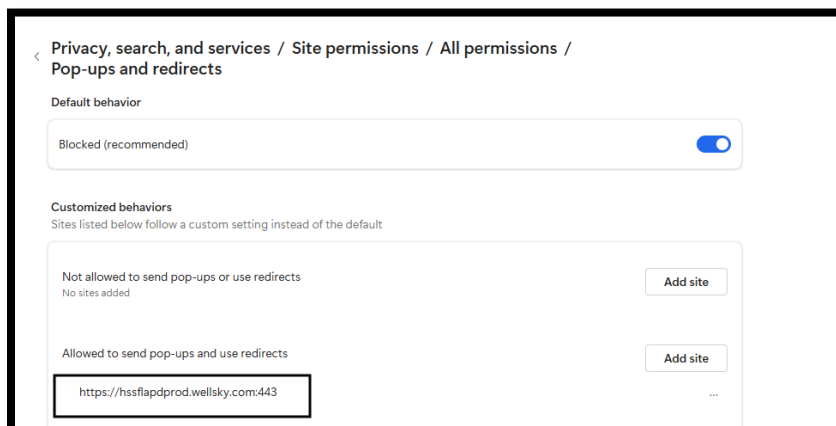 Privacy, search, and services / Site permissions / All permissions /
Pop-ups and redirects
Default behavior
Blocked (recommended)
Customized behaviors
Sites listed below follow a custom setting instead of the default
Not allowed to send pop-ups or use redirects
No sites added
Add site
Allowed to send pop-ups and use redirects
Add site
https://hssflapdprod.wellsky.com:443
...